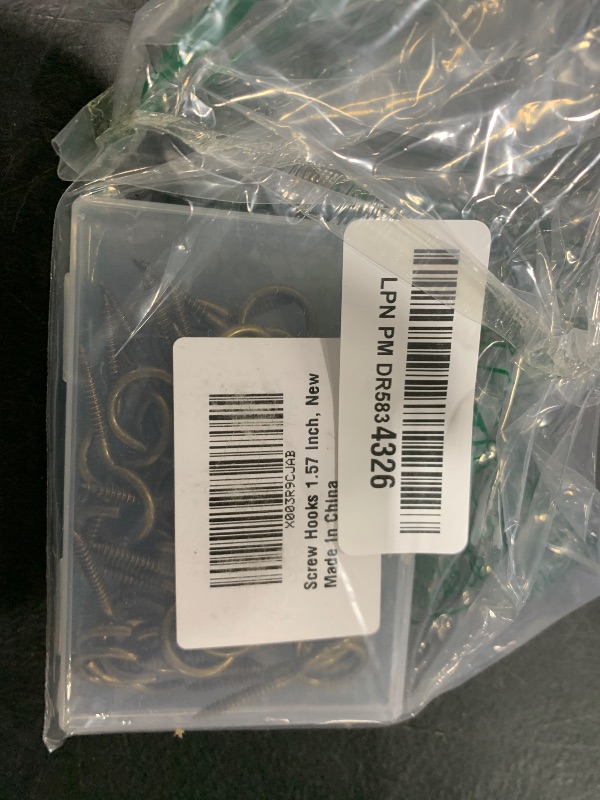 LPN PM DR5834326
X003R9CJAB
Screw Hooks 1.57 Inch, New
Made In China